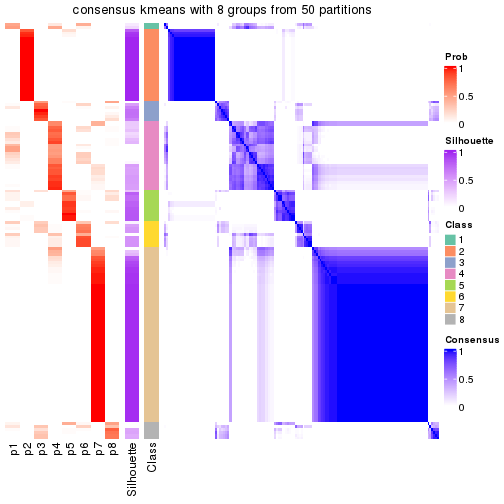 consensus kmeans with 8 groups from 50 partitions
Prob
1
0.5
0
Silhouette
1
0.5
0
Class
1
2
3
4
5
6
7
8
Consensus
1
0.5
0
p1
p2
p3
p4
p5
p6
p7
p8
Silhouette
Class